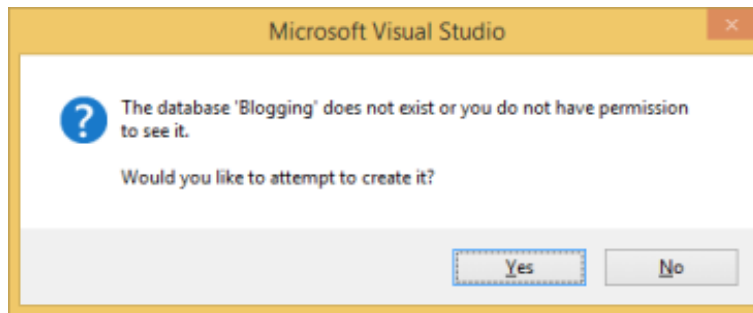 Microsoft Visual Studio
The database 'Blogging' does not exist or you do not have permission
to see it.
Would you like to attempt to create it?
Yes
No